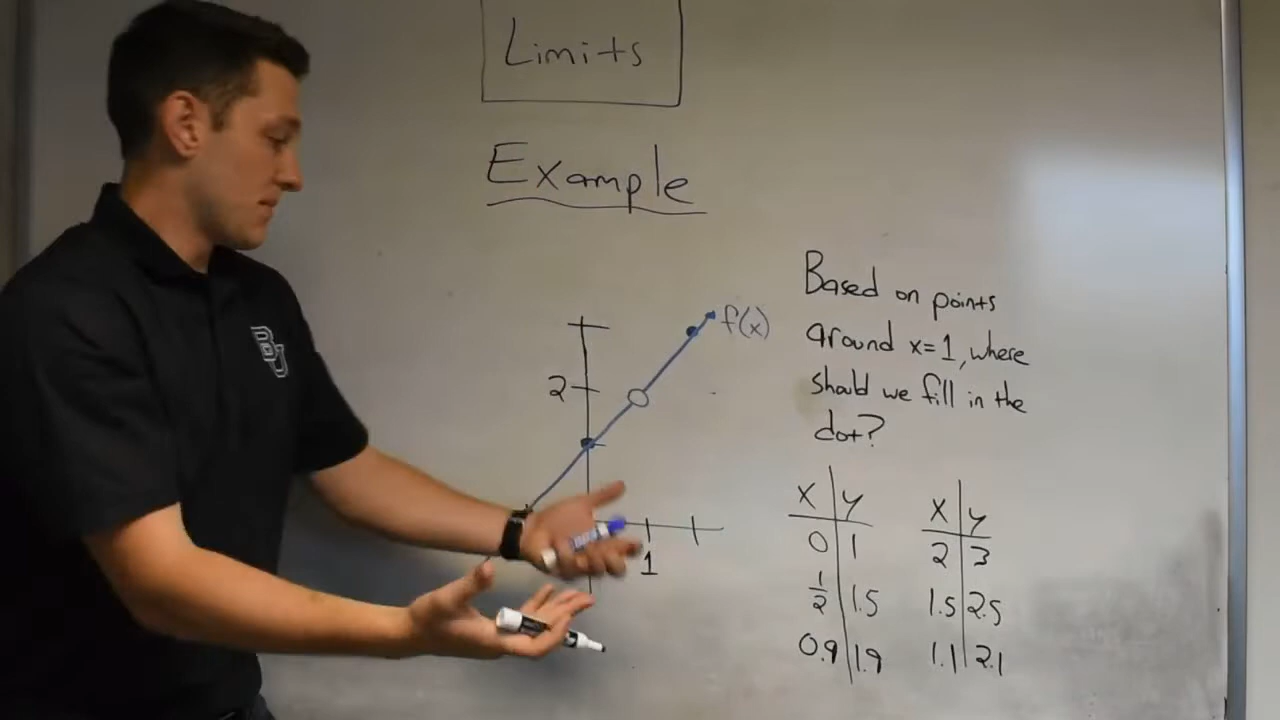 Limits
Example
Based on points
around x=1, where
should we fill in the
dot?
f(x)
2
1
BU
x y
0 1
1/2 1.5
0.9 1.9
x y
2 3
1.5 2.5
1.1 2.1